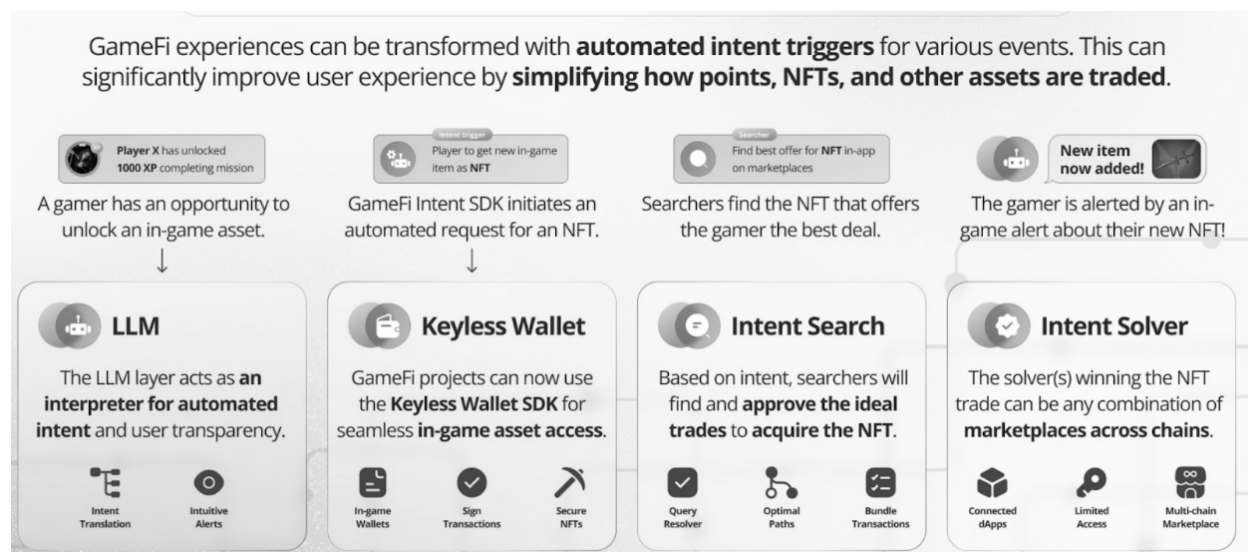 GameFi experiences can be transformed with automated intent triggers for various events. This can
significantly improve user experience by simplifying how points, NFTs, and other assets are traded.
Player X has unlocked
1000 XP completing mission
A gamer has an opportunity to
unlock an in-game asset.
Intent trigger
Player to get new in-game
item as NFT
GameFi Intent SDK initiates an
automated request for an NFT.
Searcher
Find best offer for NFT in-app
on marketplaces
Searchers find the NFT that offers
the gamer the best deal.
New item
now added!
The gamer is alerted by an in-
game alert about their new NFT!
LLM
The LLM layer acts as an
interpreter for automated
intent and user transparency.
Intent
Translation
Intuitive
Alerts
Keyless Wallet
GameFi projects can now use
the Keyless Wallet SDK for
seamless in-game asset access.
In-game
Wallets
Sign
Transactions
Secure
NFTs
Intent Search
Based on intent, searchers will
find and approve the ideal
trades to acquire the NFT.
Query
Resolver
Optimal
Paths
Bundle
Transactions
Intent Solver
The solver(s) winning the NFT
trade can be any combination of
marketplaces across chains.
Connected
dApps
Limited
Access
Multi-chain
Marketplace